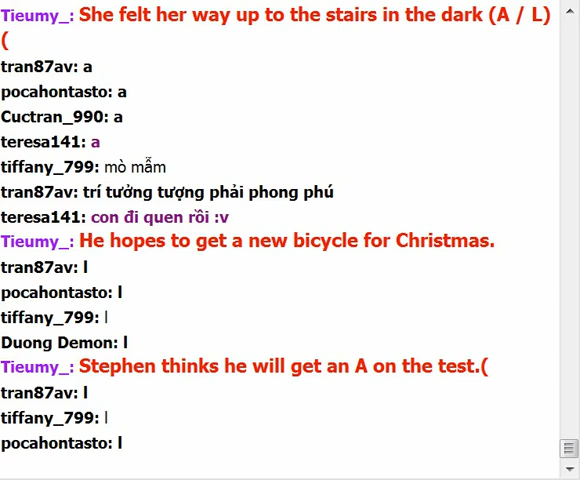 Tieumy_: She felt her way up to the stairs in the dark (A / L)
(
tran87av: a
pocahontasto: a
Cuctran_990: a
teresa141: a
tiffany_799: mò mẫm
tran87av: trí tưởng tượng phải phong phú
teresa141: con đi quen rồi :v
Tieumy_: He hopes to get a new bicycle for Christmas.
tran87av: l
pocahontasto: l
tiffany_799: l
Duong Demon: l
Tieumy_: Stephen thinks he will get an A on the test.(
tran87av: l
tiffany_799: l
pocahontasto: l